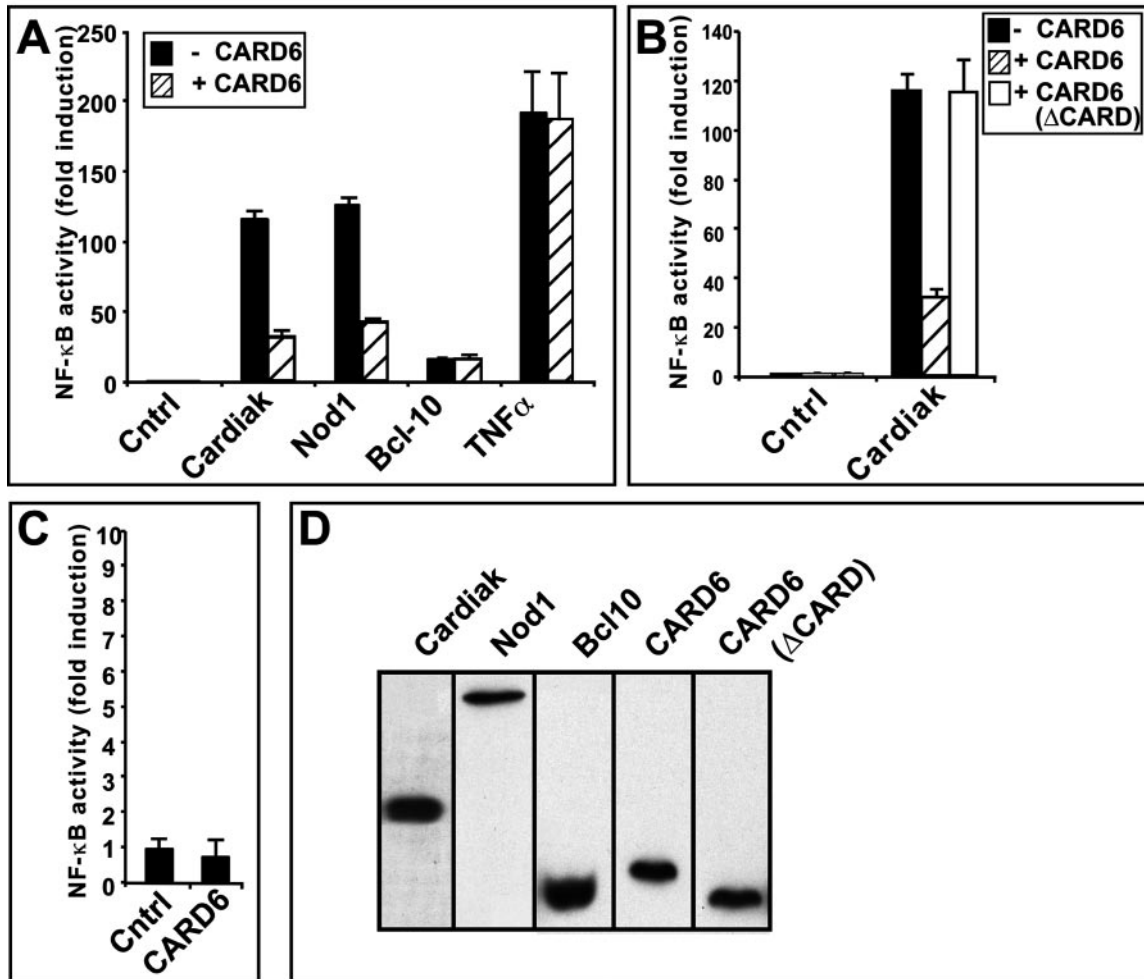 A
- CARD6
+ CARD6
NF-κB activity (fold induction)
250
200
150
100
50
0
Cntrl
Cardiak
Nod1
Bcl-10
TNFα
B
- CARD6
+ CARD6
+ CARD6
(ΔCARD)
NF-κB activity (fold induction)
140
120
100
80
60
40
20
0
Cntrl
Cardiak
C
NF-κB activity (fold induction)
10
9
8
7
6
5
4
3
2
1
0
Cntrl
CARD6
D
Cardiak
Nod1
Bcl10
CARD6
CARD6
(ΔCARD)